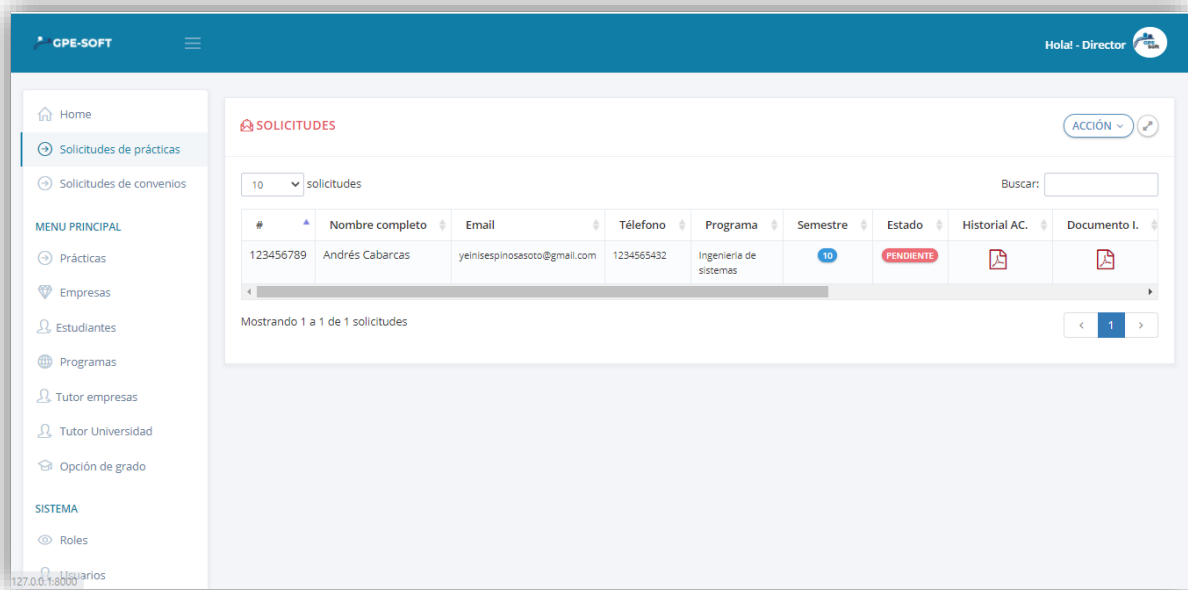 GPE-SOFT
Hola! - Director
Home
Solicitudes de prácticas
Solicitudes de convenios
MENU PRINCIPAL
Prácticas
Empresas
Estudiantes
Programas
Tutor empresas
Tutor Universidad
Opción de grado
SISTEMA
Roles
Usuarios
127.0.0.1:8000
SOLICITUDES
ACCIÓN
10 solicitudes
Buscar:
# Nombre completo Email Télefono Programa Semestre Estado Historial AC. Documento I.
123456789 Andrés Cabarcas yeinisespinosasoto@gmail.com 1234565432 Ingenieria de 10 PENDIENTE
sistemas
Mostrando 1 a 1 de 1 solicitudes
< 1 >